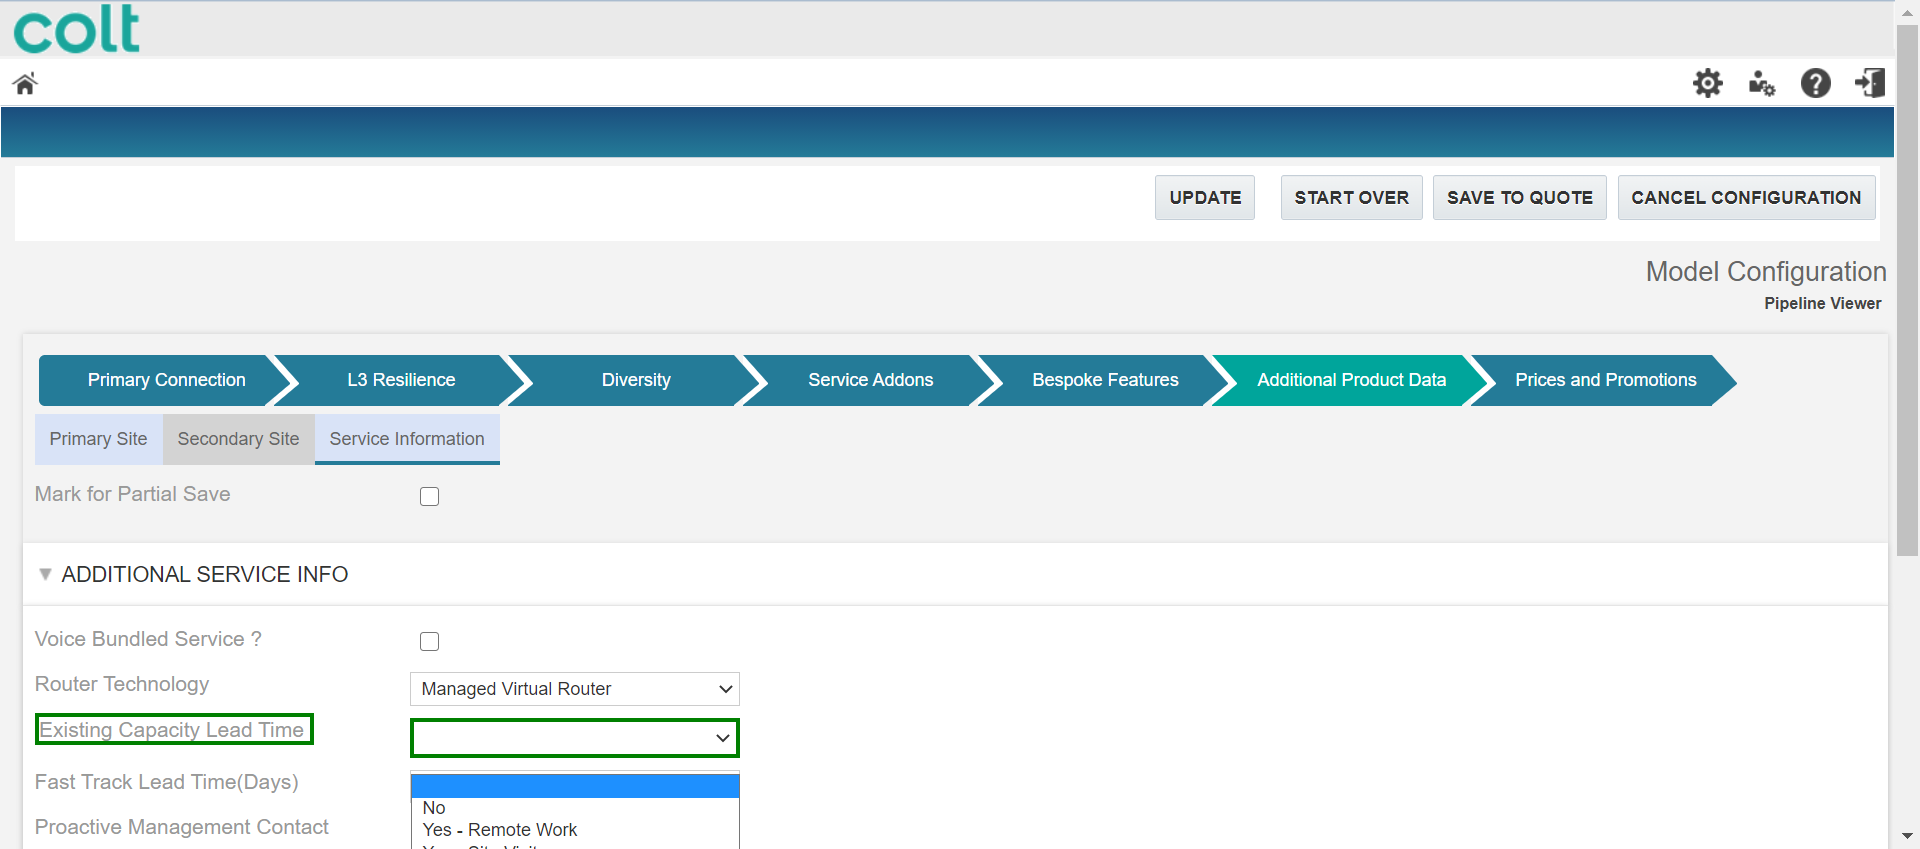 colt
UPDATE START OVER SAVE TO QUOTE CANCEL CONFIGURATION
Model Configuration
Pipeline Viewer
Primary Connection L3 Resilience Diversity Service Addons Bespoke Features Additional Product Data Prices and Promotions
Primary Site Secondary Site Service Information
Mark for Partial Save
ADDITIONAL SERVICE INFO
Voice Bundled Service ?
Router Technology Managed Virtual Router
Existing Capacity Lead Time
Fast Track Lead Time(Days)
No
Proactive Management Contact
Yes - Remote Work